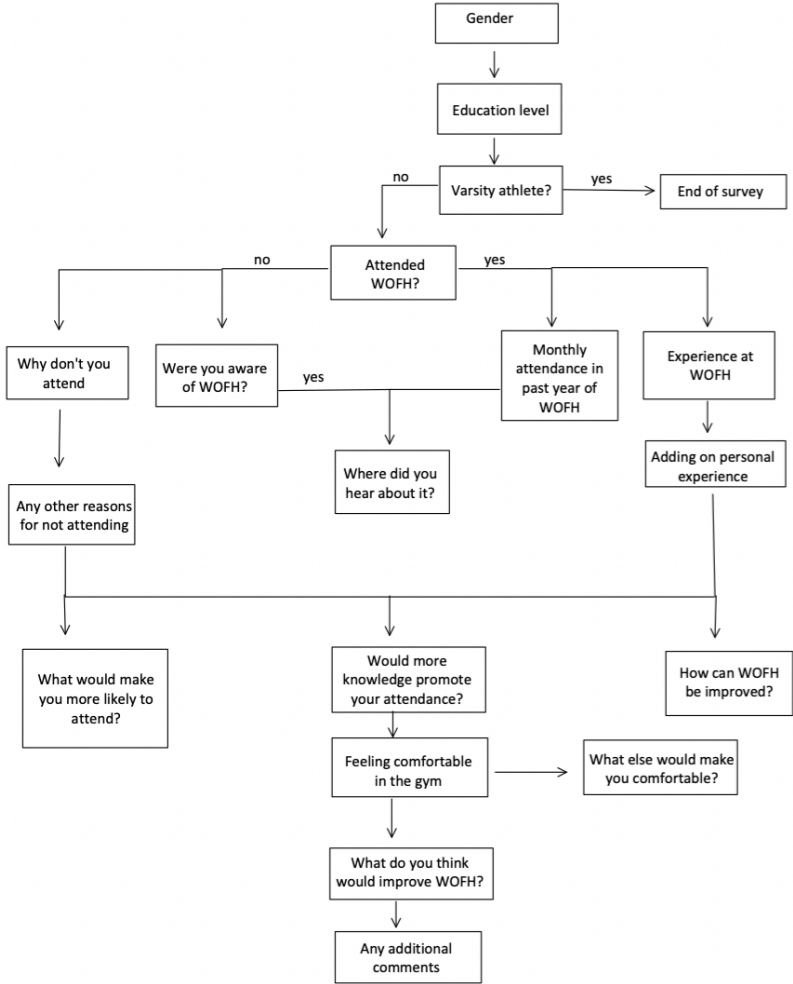 Gender
Education level
no
Varsity athlete?
yes
End of survey
no
Attended
WOFH?
yes
Why don't you
attend
Were you aware
of WOFH?
yes
Monthly
attendance in
past year of
WOFH
Experience at
WOFH
Where did you
hear about it?
Adding on personal
experience
Any other reasons
for not attending
What would make
you more likely to
attend?
Would more
knowledge promote
your attendance?
How can WOFH
be improved?
Feeling comfortable
in the gym
What else would make
you comfortable?
What do you think
would improve WOFH?
Any additional
comments